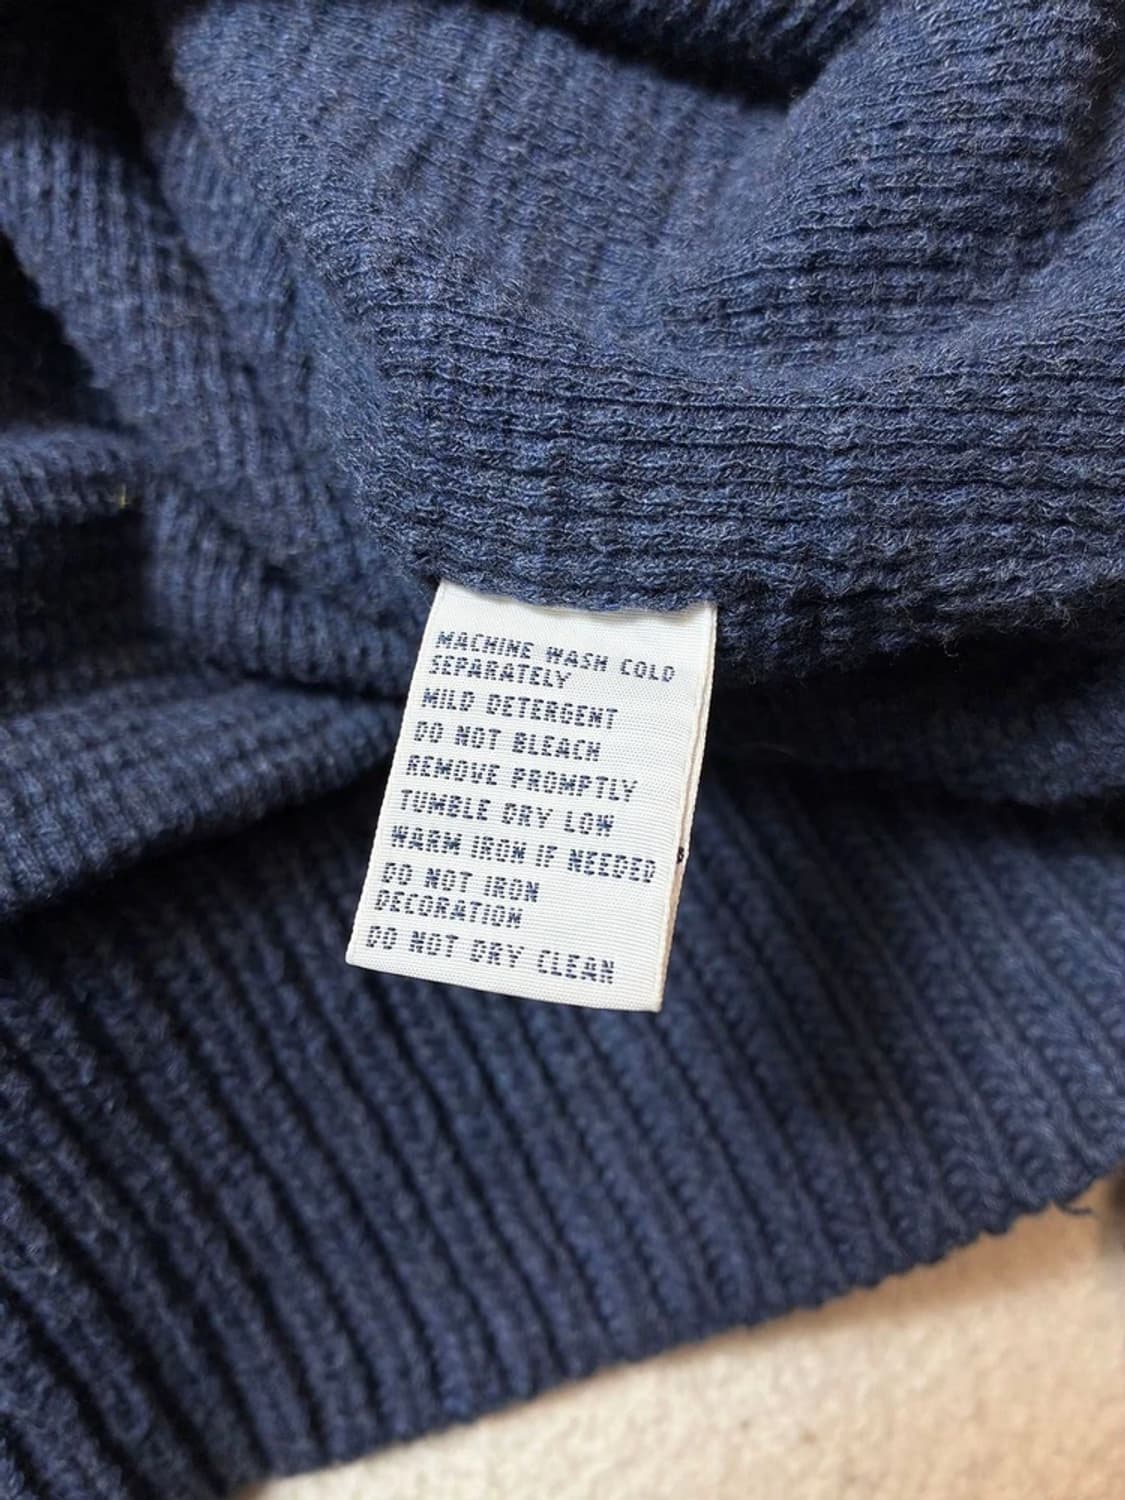 MACHINE WASH COLD
SEPARATELY
MILD DETERGENT
DO NOT BLEACH
REMOVE PROMPTLY
TUMBLE DRY LOW
WARM IRON IF NEEDED
DO NOT IRON
DECORATION
DO NOT DRY CLEAN